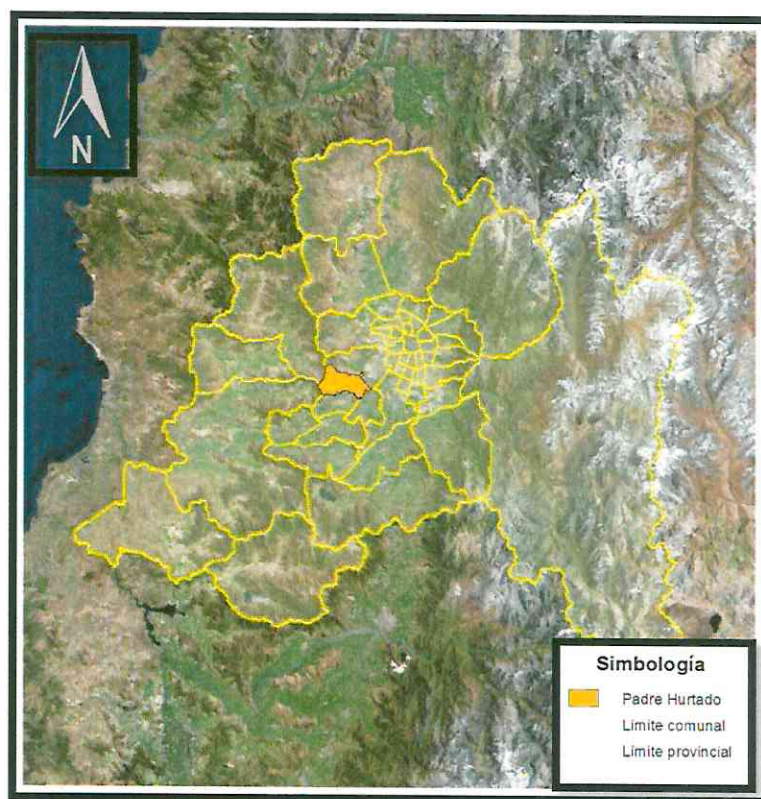 N
Simbología
Padre Hurtado
Límite comunal
Límite provincial